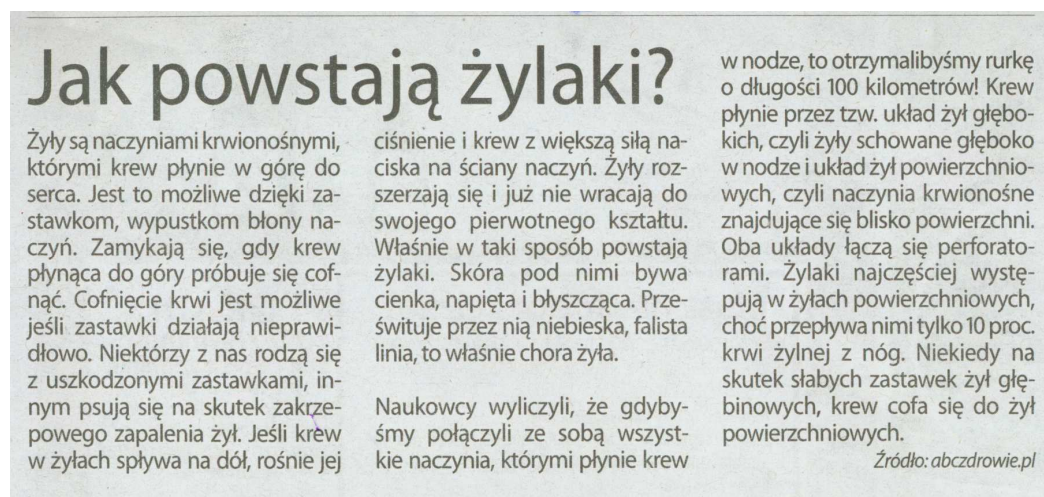 Jak powstają żylaki?
Żyły są naczyniami krwionośnymi,
którymi krew płynie w górę do
serca. Jest to możliwe dzięki za-
stawkom, wypustkom błony na-
czyń. Zamykają się, gdy krew
płynąca do góry próbuje się cof-
nąć. Cofnięcie krwi jest możliwe
jeśli zastawki działają nieprawi-
dłowo. Niektórzy z nas rodzą się
z uszkodzonymi zastawkami, in-
nym psują się na skutek zakrze-
powego zapalenia żył. Jeśli krew
w żyłach spływa na dół, rośnie jej
ciśnienie i krew z większą siłą na-
ciska na ściany naczyń. Żyły roz-
szerzają się i już nie wracają do
swojego pierwotnego kształtu.
Właśnie w taki sposób powstają
żylaki. Skóra pod nimi bywa
cienka, napięta i błyszcząca. Prze-
śwituje przez nią niebieska, falista
linia, to właśnie chora żyła.
Naukowcy wyliczyli, że gdyby-
śmy połączyli ze sobą wszyst-
kie naczynia, którymi płynie krew
w nodze, to otrzymalibyśmy rurkę
o długości 100 kilometrów! Krew
płynie przez tzw. układ żył głębo-
kich, czyli żyły schowane głęboko
w nodze i układ żył powierzchnio-
wych, czyli naczynia krwionośne
znajdujące się blisko powierzchni.
Oba układy łączą się perforato-
rami. Żylaki najczęściej wystę-
pują w żyłach powierzchniowych,
choć przepływa nimi tylko 10 proc.
krwi żylnej z nóg. Niekiedy na
skutek słabych zastawek żył głę-
binowych, krew cofa się do żył
powierzchniowych.
Źródło: abczdrowie.pl